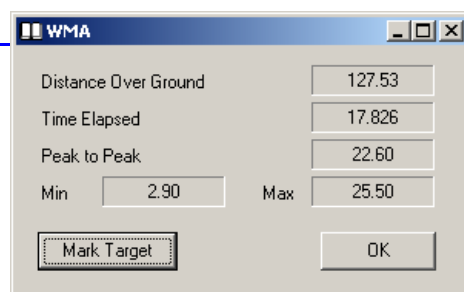 WMA
Distance Over Ground 127.53
Time Elapsed 17.826
Peak to Peak 22.60
Min 2.90 Max 25.50
Mark Target OK